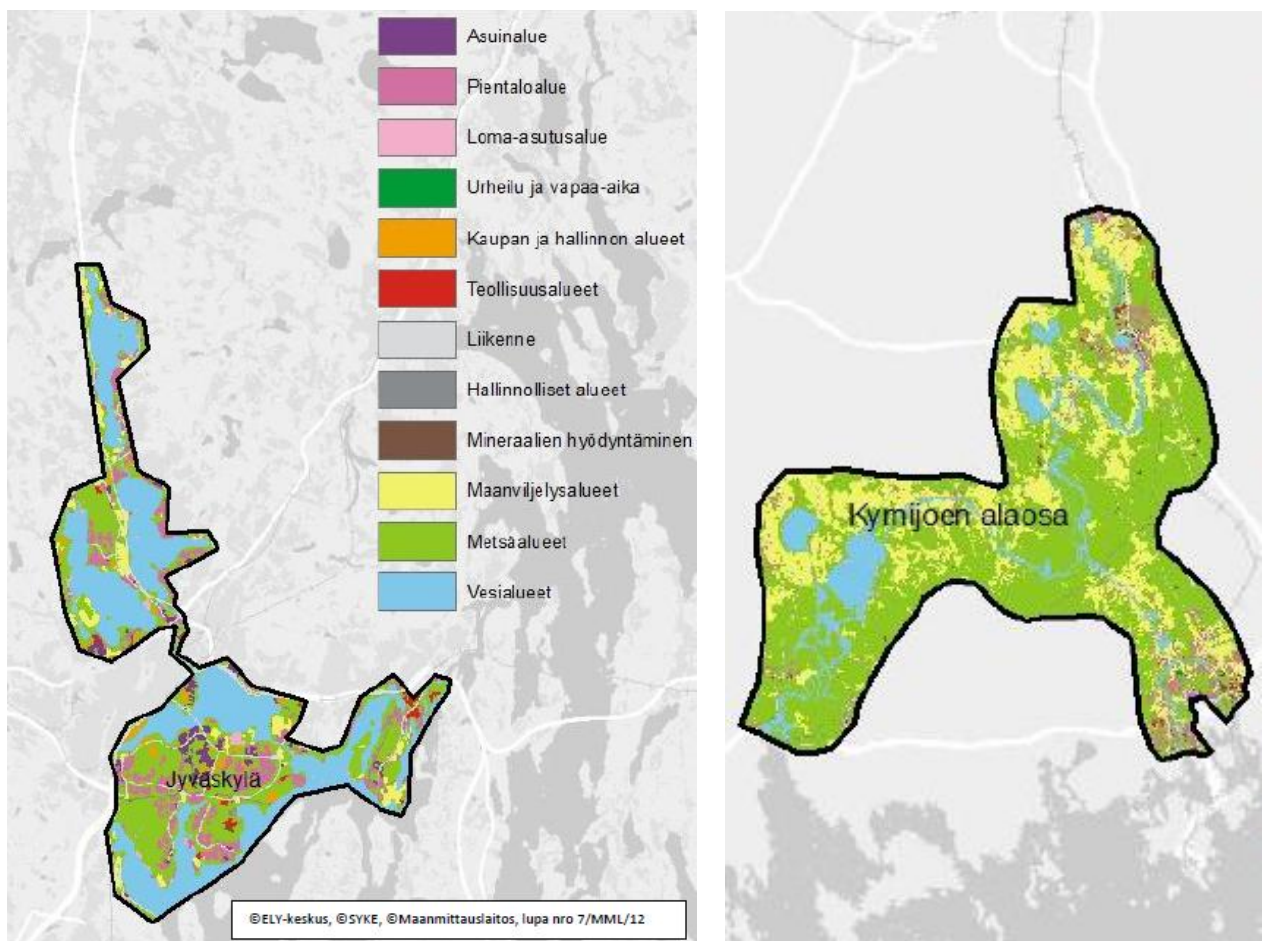 Asuinalue
Pientaloalue
Loma-asutusalue
Urheilu ja vapaa-aika
Kaupan ja hallinnon alueet
Teollisuusalueet
Liikenne
Hallinnolliset alueet
Mineraalien hyödyntäminen
Maanviljelysalueet
Metsäalueet
Vesialueet
Jyväskylä
©ELY-keskus, ©SYKE, ©Maanmittauslaitos, lupa nro 7/MML/12
Kymijoen alaosa